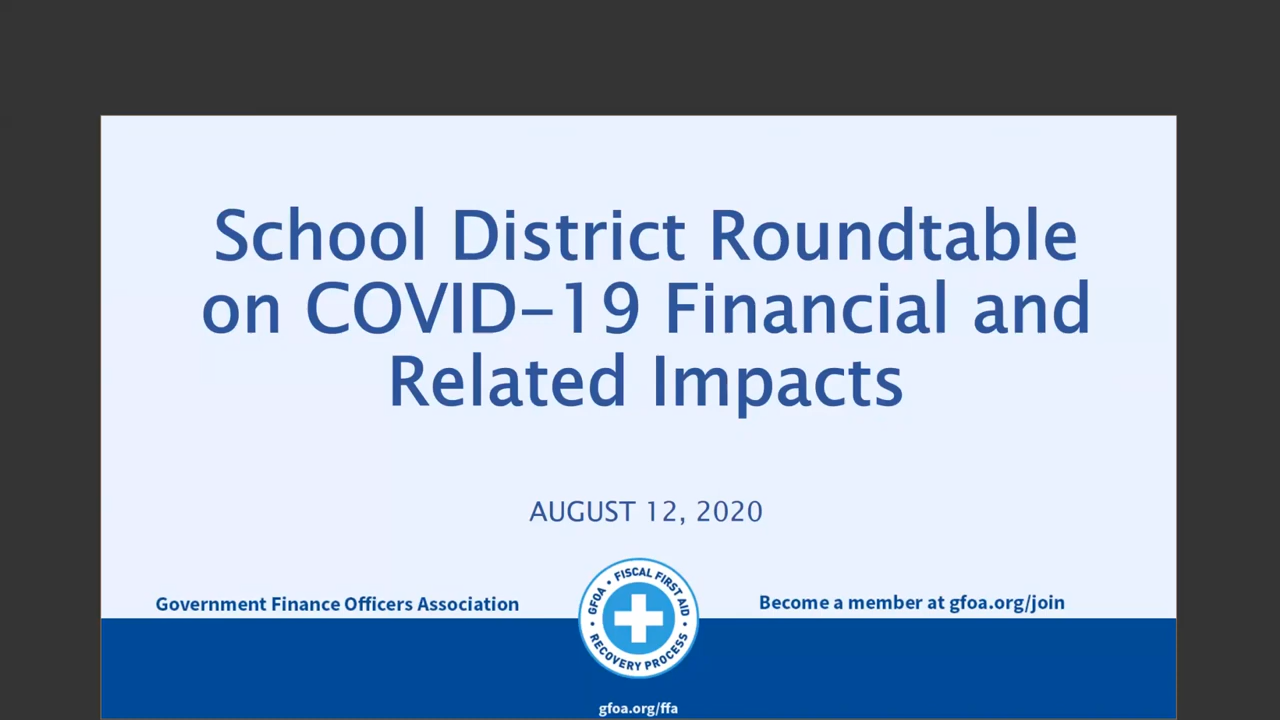 School District Roundtable
on COVID-19 Financial and
Related Impacts
AUGUST 12, 2020
Government Finance Officers Association
GFOA • FISCAL FIRST AID • RECOVERY PROCESS •
Become a member at gfoa.org/join
gfoa.org/ffa